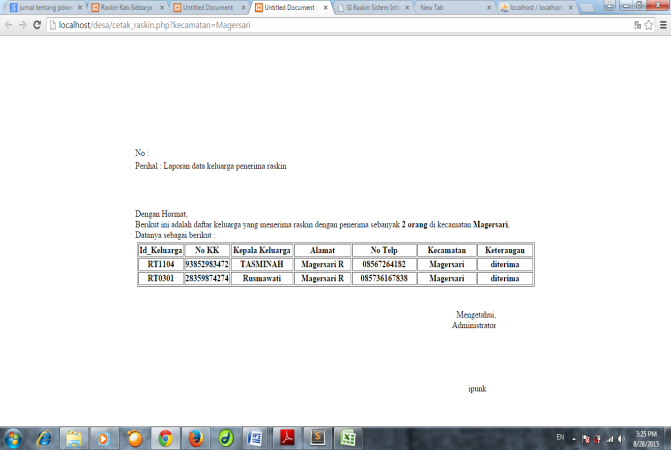 jurnal tentang powe
Raskin Kab.Sidoarjo
Untitled Document
Untitled Document
SI Raskin Sistem Info
New Tab
localhost / localhost
localhost/desa/cetak_raskin.php?kecamatan=Magersari
No :
Perihal : Laporan data keluarga penerima raskin
Dengan Hormat,
Berikut ini adalah daftar keluarga yang menerima raskin dengan penerima sebanyak 2 orang di kecamatan Magersari,
Datanya sebagai berikut :
Id_Keluarga No KK Kepala Keluarga Alamat No Telp Kecamatan Keterangan
RT1104 93852983472 TASMINAH Magersari R 08567264182 Magersari diterima
RT0301 28359874274 Rusmawati Magersari R 085736167838 Magersari diterima
Mengetahui,
Administrator
ipunk
EN
3:25 PM
8/28/2015